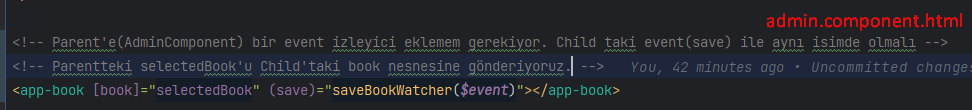 admin.component.html
<!-- Parent'e(AdminComponent) bir event izleyici eklemem gerekiyor. Child taki event(save) ile aynı isimde olmalı -->
<!-- Parentteki selectedBook'u Child'taki book nesnesine gönderiyoruz. --> You, 42 minutes ago • Uncommitted changes
<app-book [book]="selectedBook" (save)="saveBookWatcher($event)"></app-book>